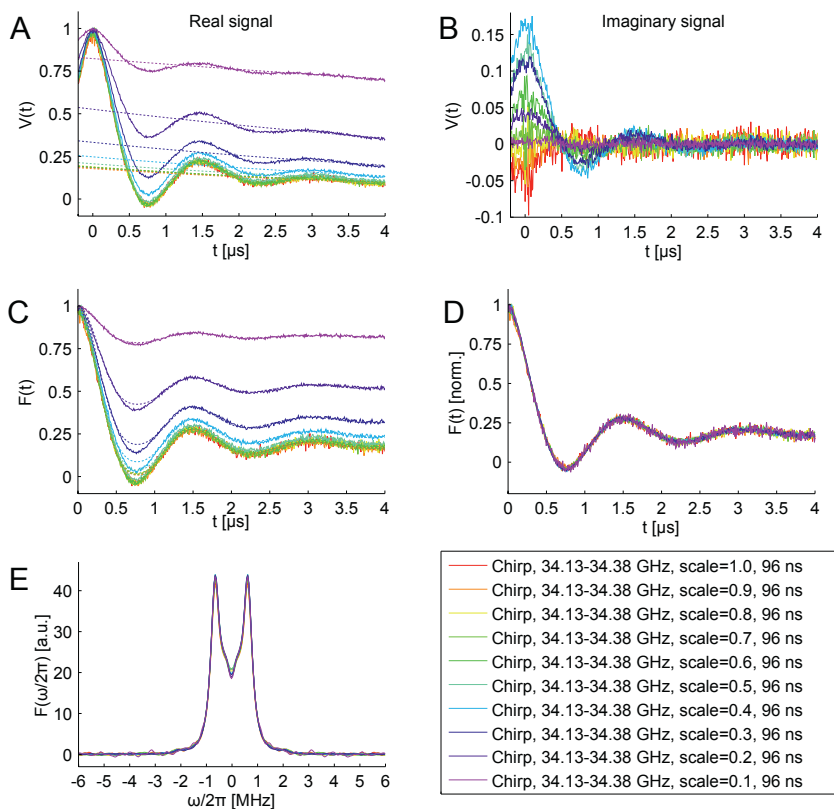 A
Real signal
V(t)
1
0.75
0.5
0.25
0
0 0.5 1 1.5 2 2.5 3 3.5 4
t [µs]
B
Imaginary signal
V(t)
0.15
0.10
0.05
0
-0.05
-0.1
0 0.5 1 1.5 2 2.5 3 3.5 4
t [µs]
C
F(t)
1
0.75
0.5
0.25
0
0 0.5 1 1.5 2 2.5 3 3.5 4
t [µs]
D
F(t) [norm.]
1
0.75
0.5
0.25
0
0 0.5 1 1.5 2 2.5 3 3.5 4
t [µs]
E
F(ω/2π) [a.u.]
40
30
20
10
0
-6 -5 -4 -3 -2 -1 0 1 2 3 4 5 6
ω/2π [MHz]
Chirp, 34.13-34.38 GHz, scale=1.0, 96 ns
Chirp, 34.13-34.38 GHz, scale=0.9, 96 ns
Chirp, 34.13-34.38 GHz, scale=0.8, 96 ns
Chirp, 34.13-34.38 GHz, scale=0.7, 96 ns
Chirp, 34.13-34.38 GHz, scale=0.6, 96 ns
Chirp, 34.13-34.38 GHz, scale=0.5, 96 ns
Chirp, 34.13-34.38 GHz, scale=0.4, 96 ns
Chirp, 34.13-34.38 GHz, scale=0.3, 96 ns
Chirp, 34.13-34.38 GHz, scale=0.2, 96 ns
Chirp, 34.13-34.38 GHz, scale=0.1, 96 ns